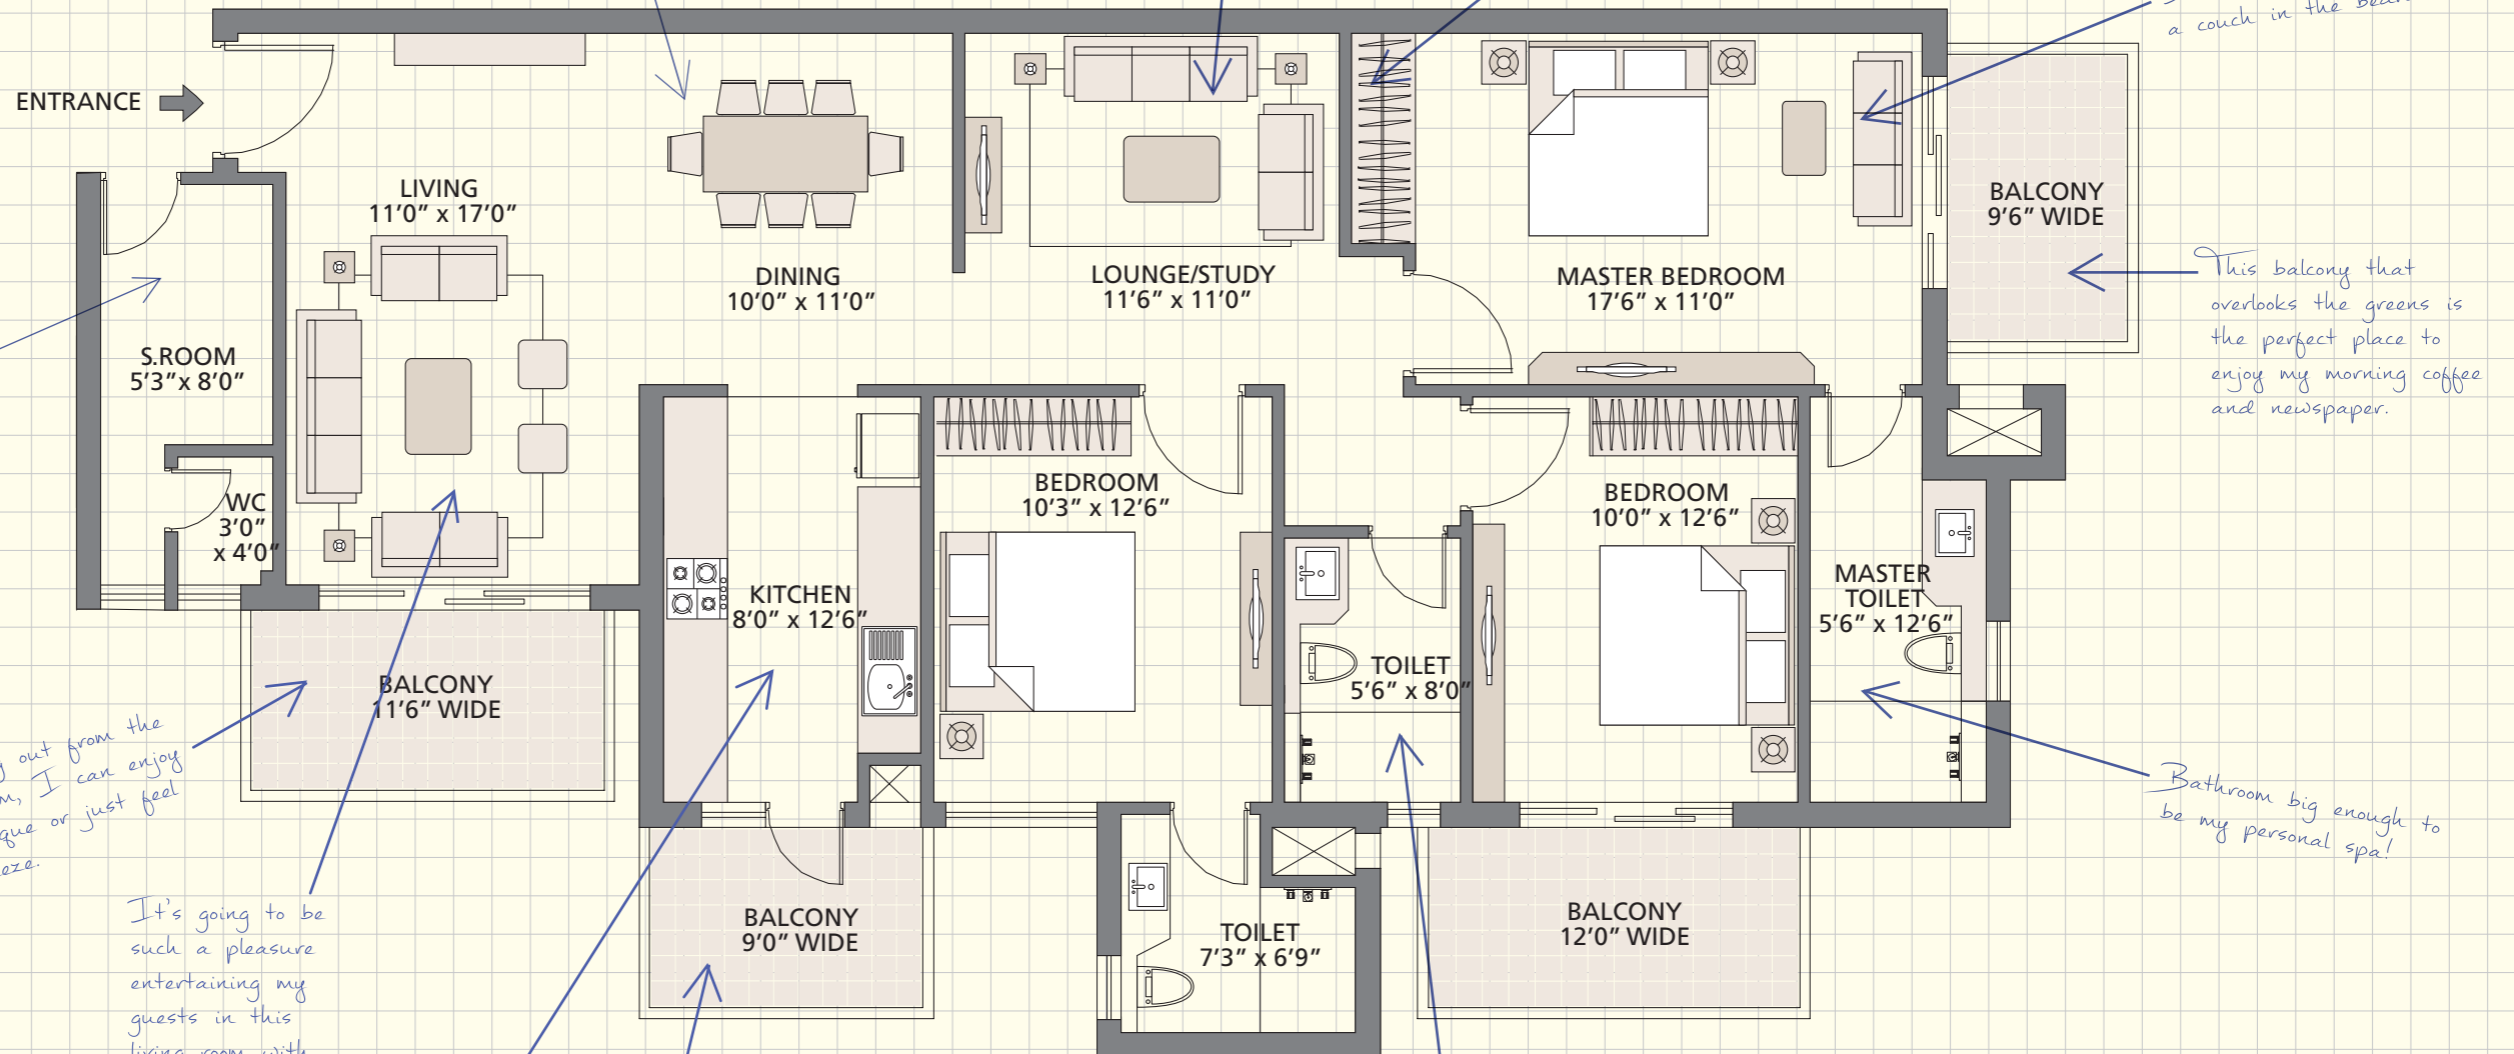 a couch in the
ENTRANCE
LIVING
11'0" x 17'0"
DINING
10'0" x 11'0"
LOUNGE/STUDY
11'6" x 11'0"
MASTER BEDROOM
17'6" x 11'0"
BALCONY
9'6" WIDE
This balcony that
overlooks the greens is
the perfect place to
enjoy my morning coffee
and newspaper.
S.ROOM
5'3"x 8'0"
WC
3'0"
x 4'0"
BEDROOM
10'3" x 12'6"
BEDROOM
10'0" x 12'6"
KITCHEN
8'0" x 12'6"
MASTER
TOILET
5'6" x 12'6"
TOILET
5'6" x 8'0"
BALCONY
11'6" WIDE
out from the
I can enjoy
que or just feel
eze.
Bathroom big enough to
be my personal spa!
It's going to be
such a pleasure
entertaining my
guests in this
living room with
BALCONY
9'0" WIDE
TOILET
7'3" x 6'9"
BALCONY
12'0" WIDE